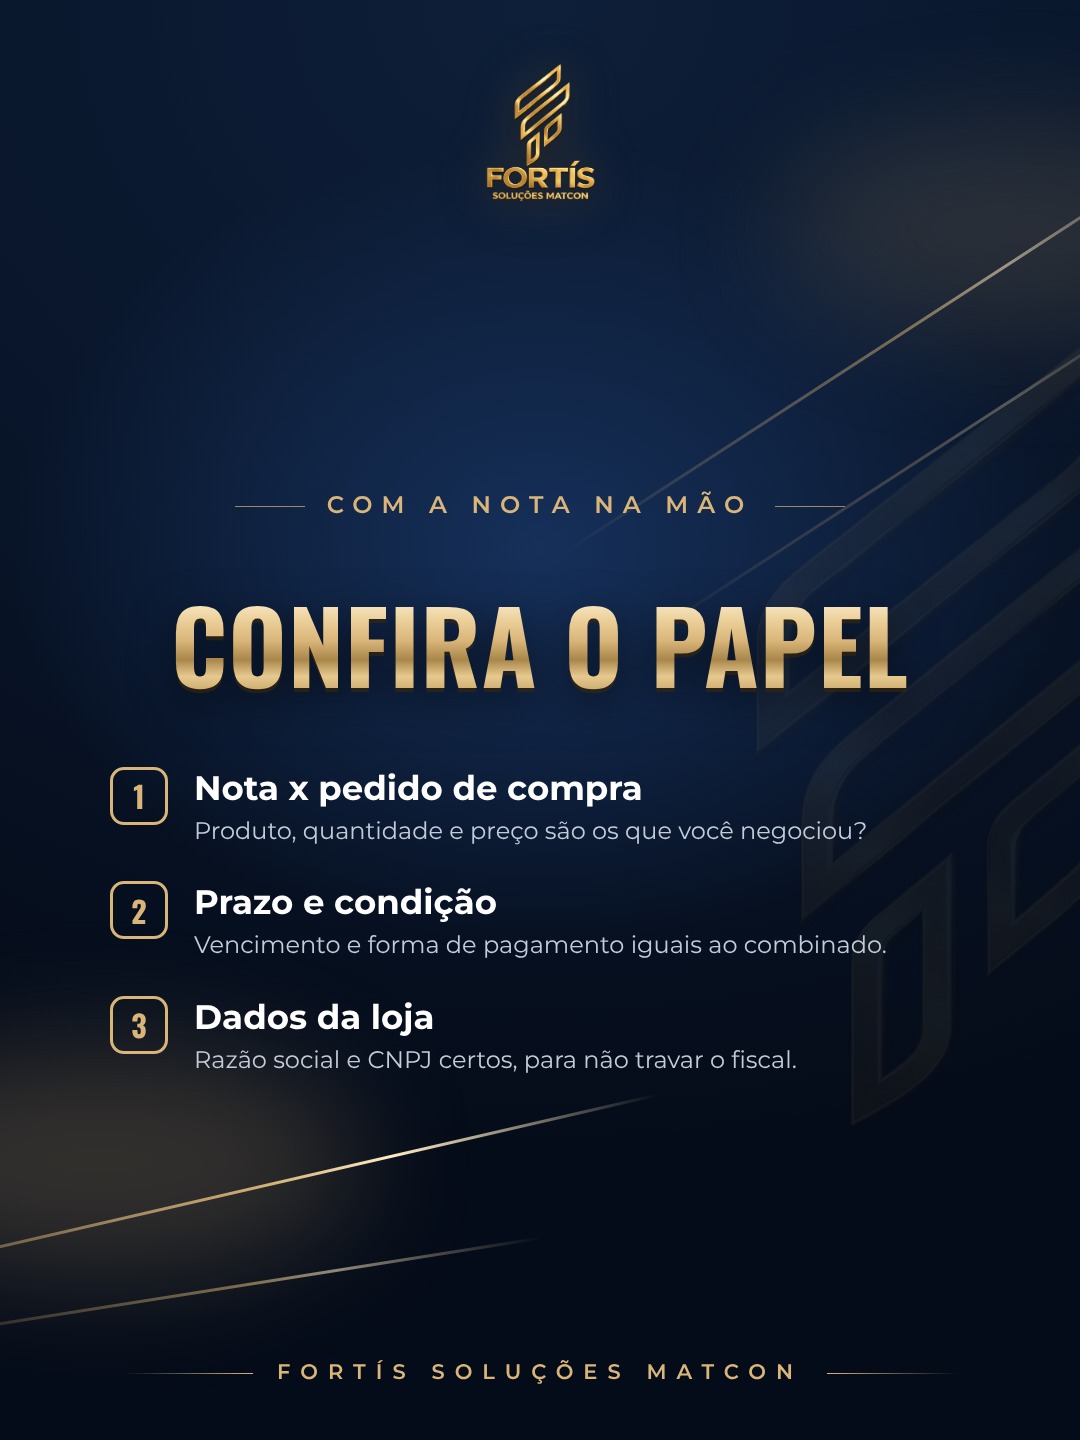 FORTÍS
SOLUÇÕES MATCON
COM A NOTA NA MÃO
CONFIRA O PAPEL
1
Nota x pedido de compra
Produto, quantidade e preço são os que você negociou?
2
Prazo e condição
Vencimento e forma de pagamento iguais ao combinado.
3
Dados da loja
Razão social e CNPJ certos, para não travar o fiscal.
FORTÍS SOLUÇÕES MATCON